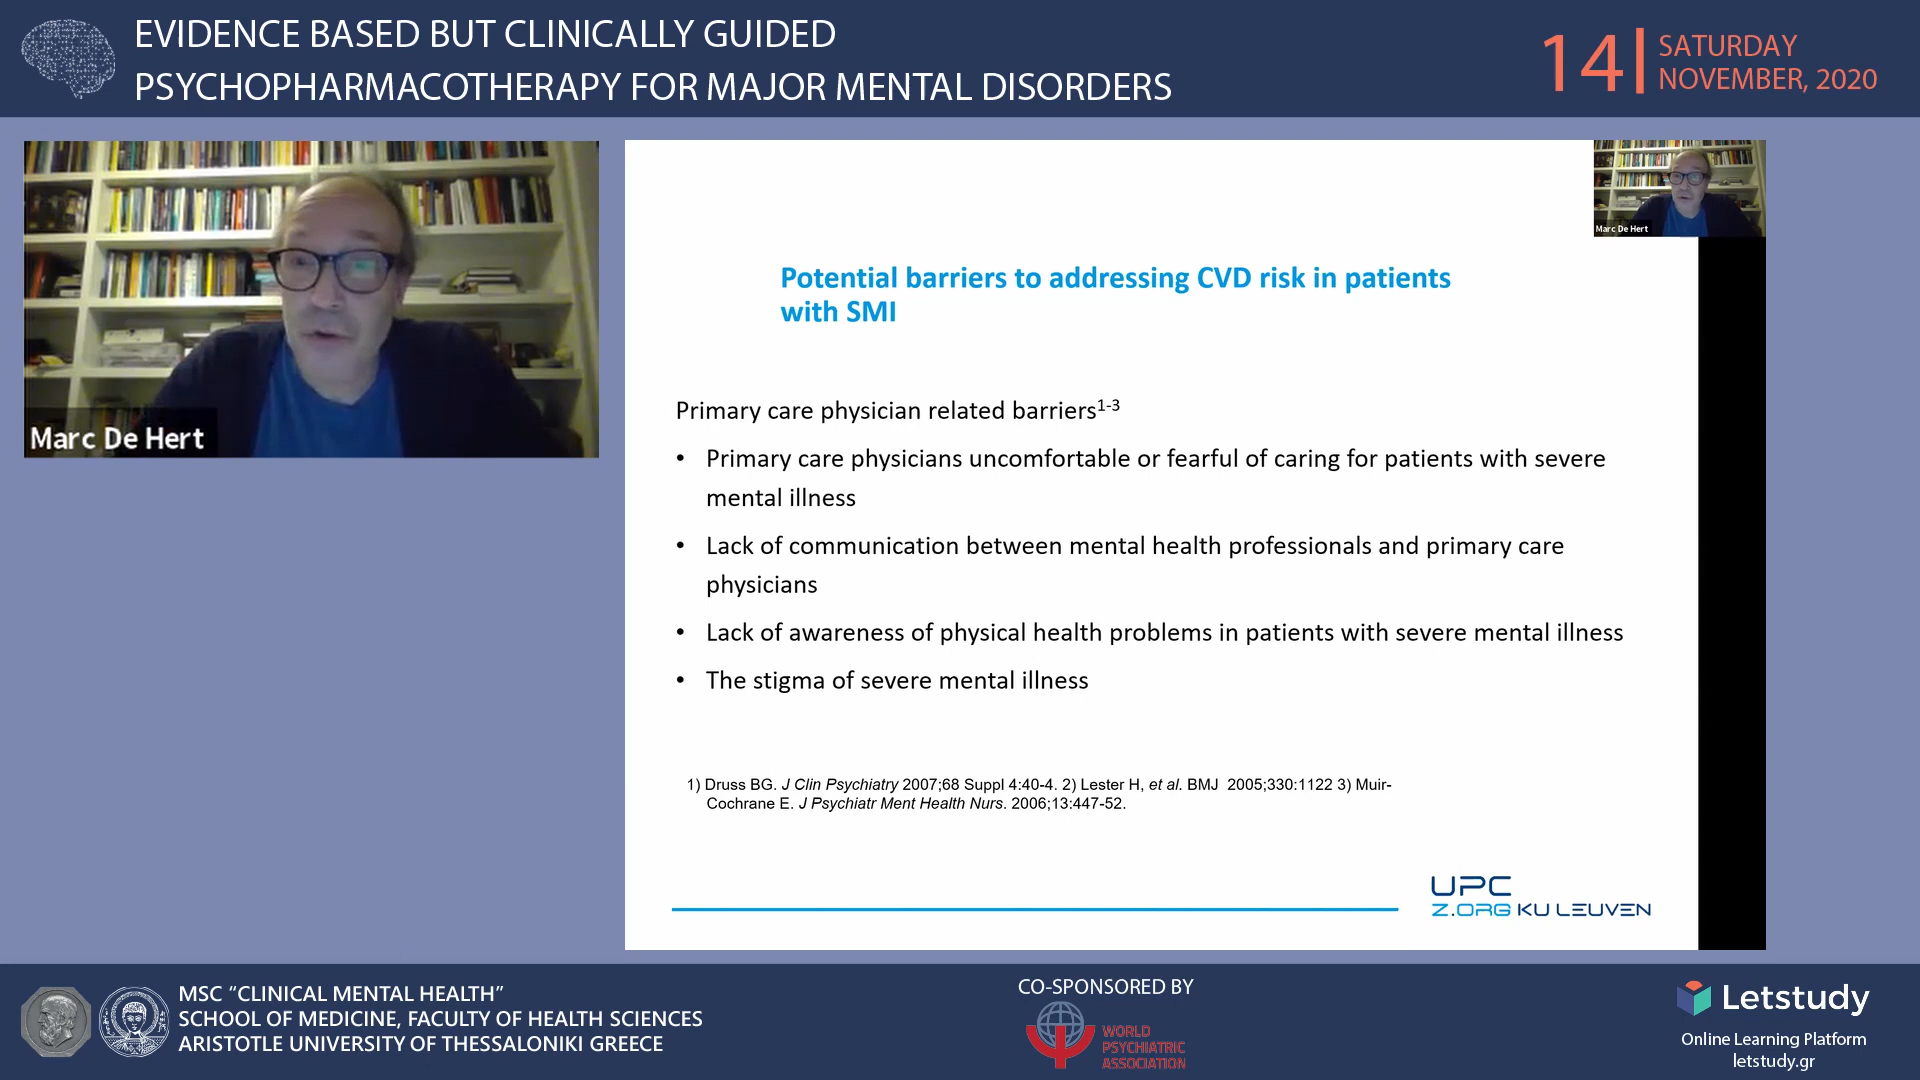 EVIDENCE BASED BUT CLINICALLY GUIDED
PSYCHOPHARMACOTHERAPY FOR MAJOR MENTAL DISORDERS
14
SATURDAY
NOVEMBER, 2020
Marc De Hert
Marc De Hert
Potential barriers to addressing CVD risk in patients
with SMI
Primary care physician related barriers1-3
• Primary care physicians uncomfortable or fearful of caring for patients with severe
mental illness
• Lack of communication between mental health professionals and primary care
physicians
• Lack of awareness of physical health problems in patients with severe mental illness
• The stigma of severe mental illness
1) Druss BG. J Clin Psychiatry 2007;68 Suppl 4:40-4. 2) Lester H, et al. BMJ 2005;330:1122 3) Muir-
Cochrane E. J Psychiatr Ment Health Nurs. 2006;13:447-52.
UPC
Z.ORG KU LEUVEN
MSC “CLINICAL MENTAL HEALTH”
SCHOOL OF MEDICINE, FACULTY OF HEALTH SCIENCES
ARISTOTLE UNIVERSITY OF THESSALONIKI GREECE
CO-SPONSORED BY
WORLD
PSYCHIATRIC
ASSOCIATION
Letstudy
Online Learning Platform
letstudy.gr